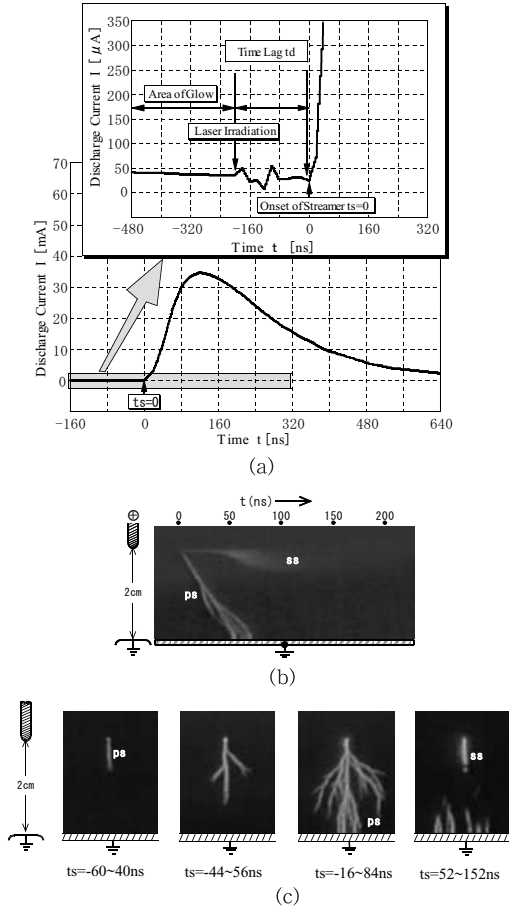 350
300
250
200
150
100
50
0
Discharge Current I [μA]
Time Lag td
Area of Glow
Laser Irradiation
Onset of Streamer ts=0
-480 -320 -160 0 160 320
Time t [ns]
70
60
50
40
30
20
10
0
Discharge Current I [mA]
ts=0
-160 0 160 320 480 640
Time t [ns]
(a)
t(ns)
0 50 100 150 200
⊕
2cm
ps
ss
(b)
2cm
ps
ps
ss
ts=-60~40ns ts=-44~56ns ts=-16~84ns ts=52~152ns
(c)